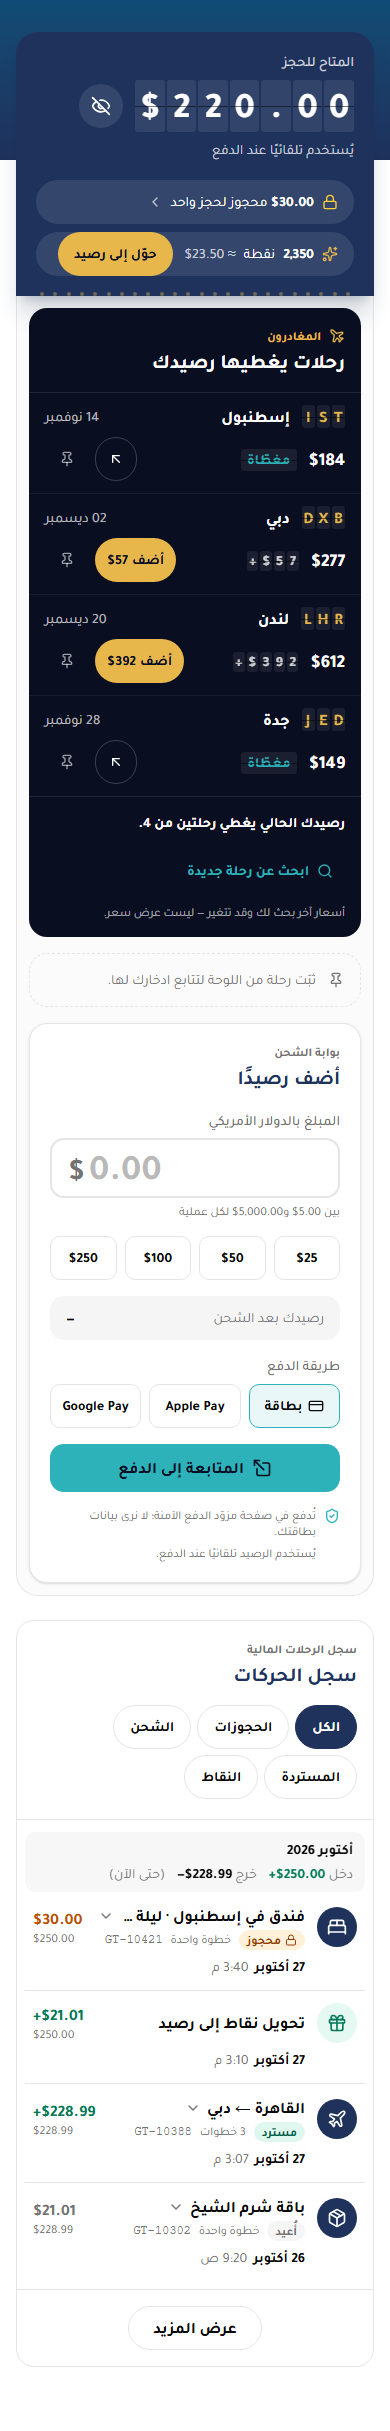 المتاح للحجز
$220.00
يُستخدم تلقائيًا عند الدفع
$30.00 محجوز لحجز واحد
2,350 نقطة ≈ $23.50 حوّل إلى رصيد
المغادرون
رحلات يغطيها رصيدك
IST إسطنبول 14 نوفمبر
$184 مغطّاة
DXB دبي 02 ديسمبر
$277 +$57 أضف $57
LHR لندن 20 ديسمبر
$612 +$392 أضف $392
JED جدة 28 نوفمبر
$149 مغطّاة
رصيدك الحالي يغطي رحلتين من 4.
ابحث عن رحلة جديدة
أسعار آخر بحث لك وقد تتغير – ليست عرض سعر.
ثبّت رحلة من اللوحة لتتابع ادخارك لها.
بوابة الشحن
أضف رصيدًا
المبلغ بالدولار الأمريكي
$ 0.00
بين $5.00 و$5,000.00 لكل عملية
$25 $50 $100 $250
رصيدك بعد الشحن –
طريقة الدفع
بطاقة Apple Pay Google Pay
المتابعة إلى الدفع
تُدفع في صفحة مزوّد الدفع الآمنة؛ لا نرى بيانات
بطاقتك.
يُستخدم الرصيد تلقائيًا عند الدفع.
سجل الرحلات المالية
سجل الحركات
الكل الحجوزات الشحن
المستردة النقاط
أكتوبر 2026
دخل +$250.00 خرج −$228.99 (حتى الآن)
فندق في إسطنبول · ليلة ... $30.00
محجوز خطوة واحدة GT-10421 $250.00
27 أكتوبر 3:40 م
تحويل نقاط إلى رصيد +$21.01
$250.00
27 أكتوبر 3:10 م
القاهرة ← دبي +$228.99
مسترد 3 خطوات GT-10388 $228.99
27 أكتوبر 3:07 م
باقة شرم الشيخ $21.01
أُعيد خطوة واحدة GT-10302 $228.99
26 أكتوبر 9:20 ص
عرض المزيد